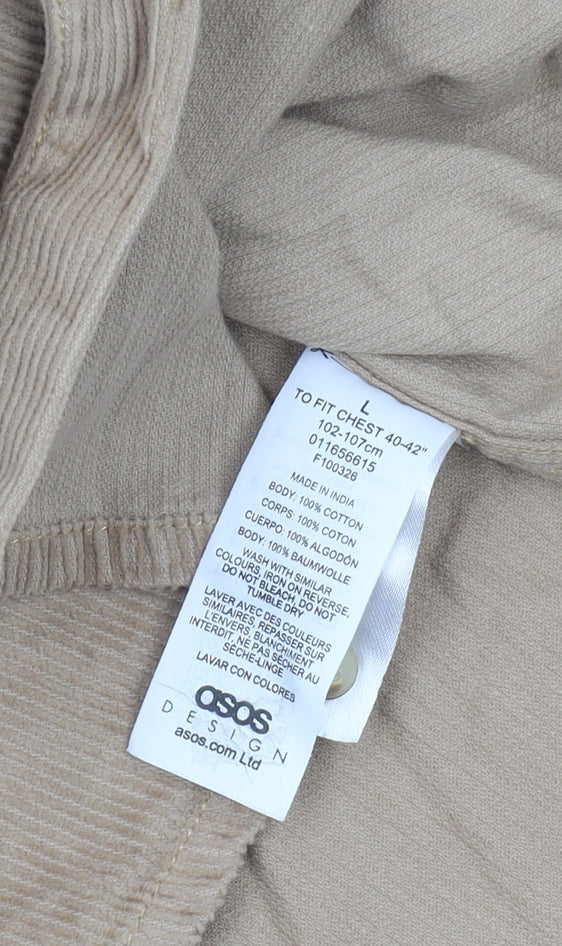 L
TO FIT CHEST 40-42"
102-107cm
011656615
F100326
MADE IN INDIA
BODY: 100% COTTON
CORPS: 100% COTON
CUERPO: 100% ALGODÓN
BODY: 100% BAUMWOLLE
WASH WITH SIMILAR
COLOURS, IRON ON REVERSE,
DO NOT BLEACH, DO NOT
TUMBLE DRY
LAVER AVEC DES COULEURS
SIMILAIRES, REPASSER SUR
L'ENVERS, BLANCHIMENT
INTERDIT, NE PAS SÉCHER AU
SÈCHE-LINGE
LAVAR CON COLORES
asos
DESIGN
asos.com Ltd